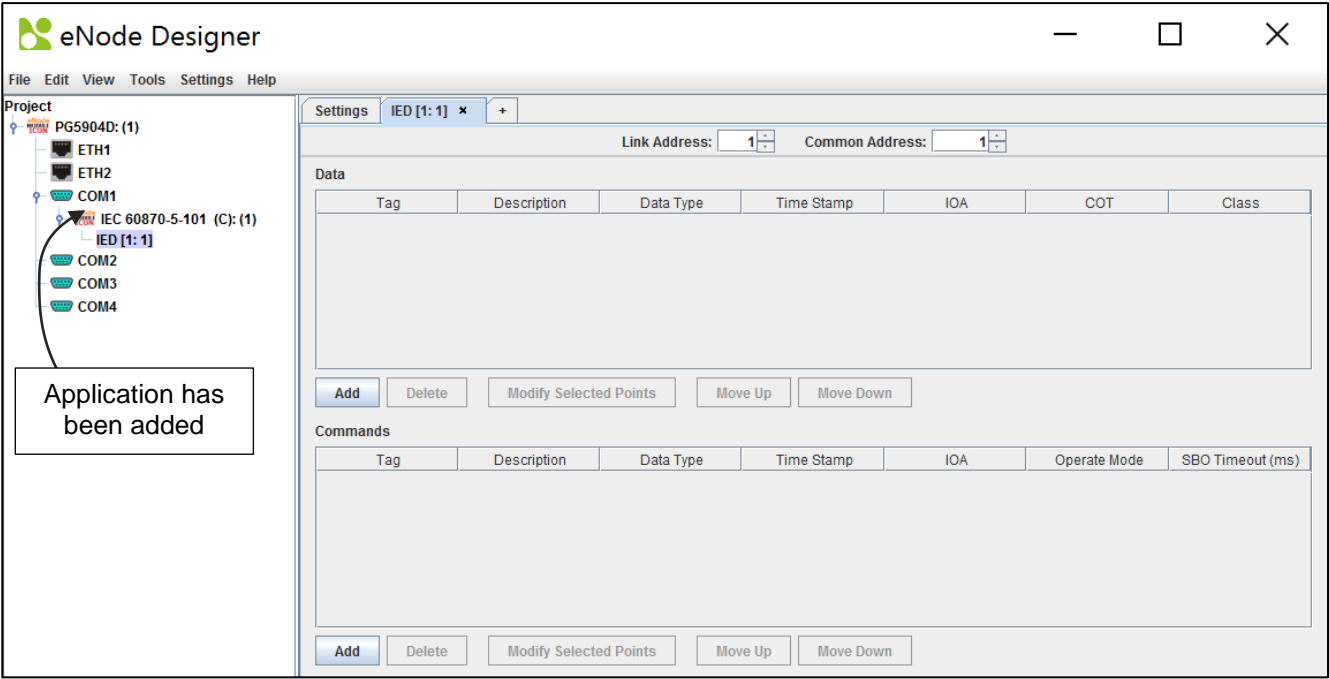 eNode Designer
File Edit View Tools Settings Help
Project
eNode MODULE ICON PG5904D: (1)
ETH1
ETH2
COM1
ICON IEC 60870-5-101 (C): (1)
IED [1: 1]
COM2
COM3
COM4
Application has
been added
Settings IED [1: 1] × +
Link Address: 1 Common Address: 1
Data
Tag Description Data Type Time Stamp IOA COT Class
Add Delete Modify Selected Points Move Up Move Down
Commands
Tag Description Data Type Time Stamp IOA Operate Mode SBO Timeout (ms)
Add Delete Modify Selected Points Move Up Move Down